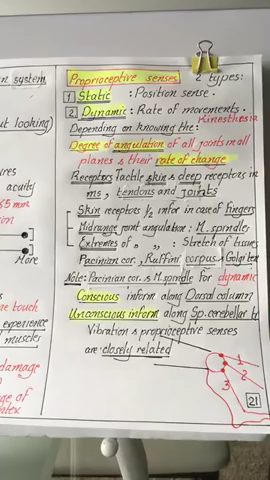 n system
ut looking)
ures
acuity
65 mm
ion
More
e touch
experience
muscles
damage
ge of
ntex.
Proprioceptive senses 2 types:
1 Static : Position sense.
2 Dynamic : Rate of movements.
Kinesthesia
Depending on knowing the:
Degree of angulation of all joints in all
planes & their rate of change
Receptors: Tactile skin & deep receptors in
ms, tendons and joints
Skin receptors 1/2 infor in case of Fingers
Midrange joint angulation: M. spindle
Extremes of " " : Stretch of tissues
Pacinian cor., Ruffini corpus & Golgi ten
Note: Pacinian cor. & M. spindle for dynamic
Conscious inform along Dorsal column
Unconscious inform along Sp. cerebellar tr
Vibration & proprioceptive senses
are closely related
1
2
3
21